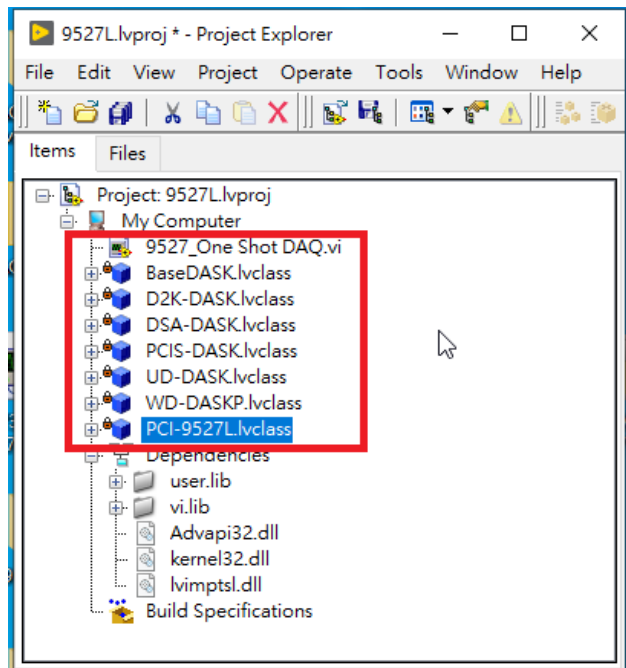 9527L.lvproj * - Project Explorer
File Edit View Project Operate Tools Window Help
Items Files
Project: 9527L.lvproj
My Computer
9527_One Shot DAQ.vi
BaseDASK.lvclass
D2K-DASK.lvclass
DSA-DASK.lvclass
PCIS-DASK.lvclass
UD-DASK.lvclass
WD-DASKP.lvclass
PCI-9527L.lvclass
Dependencies
user.lib
vi.lib
Advapi32.dll
kernel32.dll
lvimptsl.dll
Build Specifications